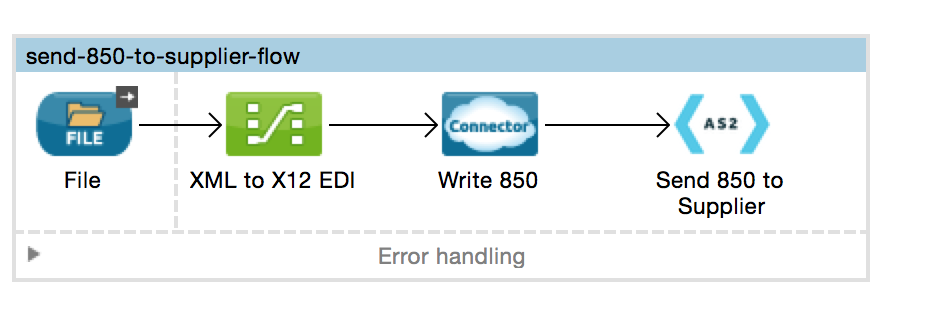 send-850-to-supplier-flow
FILE
Connector
AS2
File
XML to X12 EDI
Write 850
Send 850 to
Supplier
Error handling